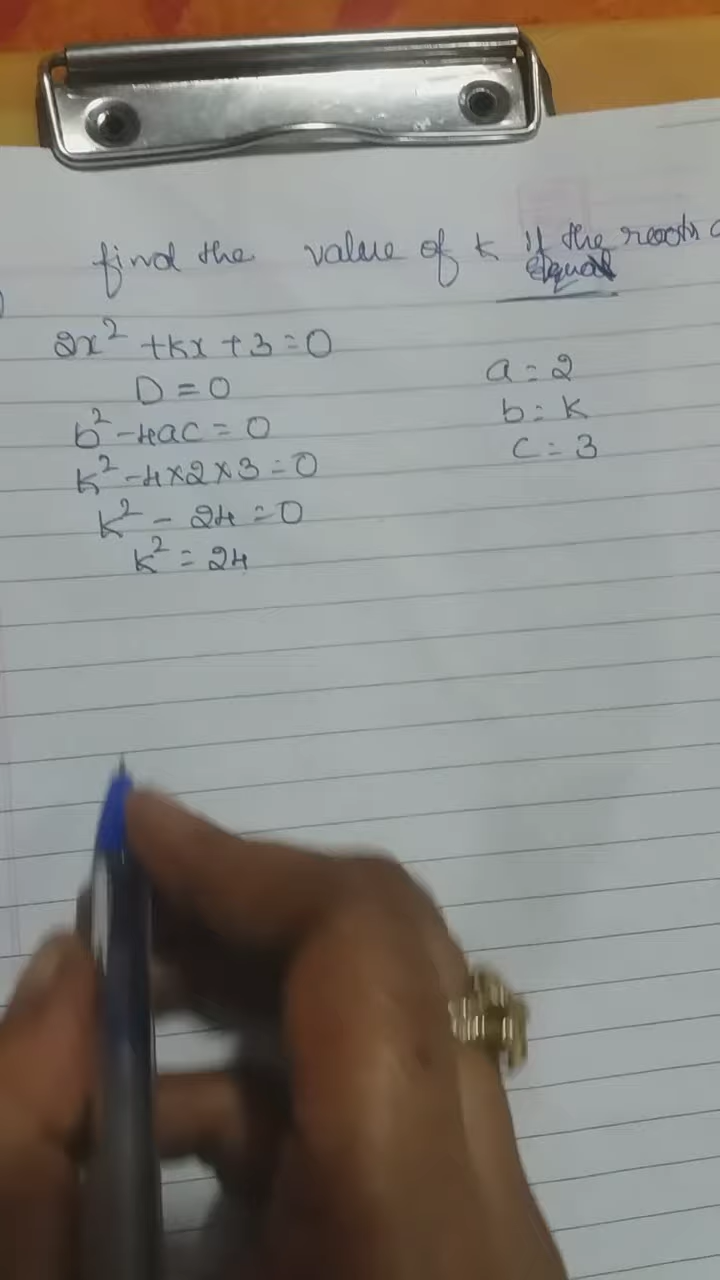 find the value of k if the roots
equal
2x² + kx + 3 = 0
D = 0
b² - 4ac = 0
k² - 4 × 2 × 3 = 0
k² - 24 = 0
k² = 24
a = 2
b = k
c = 3